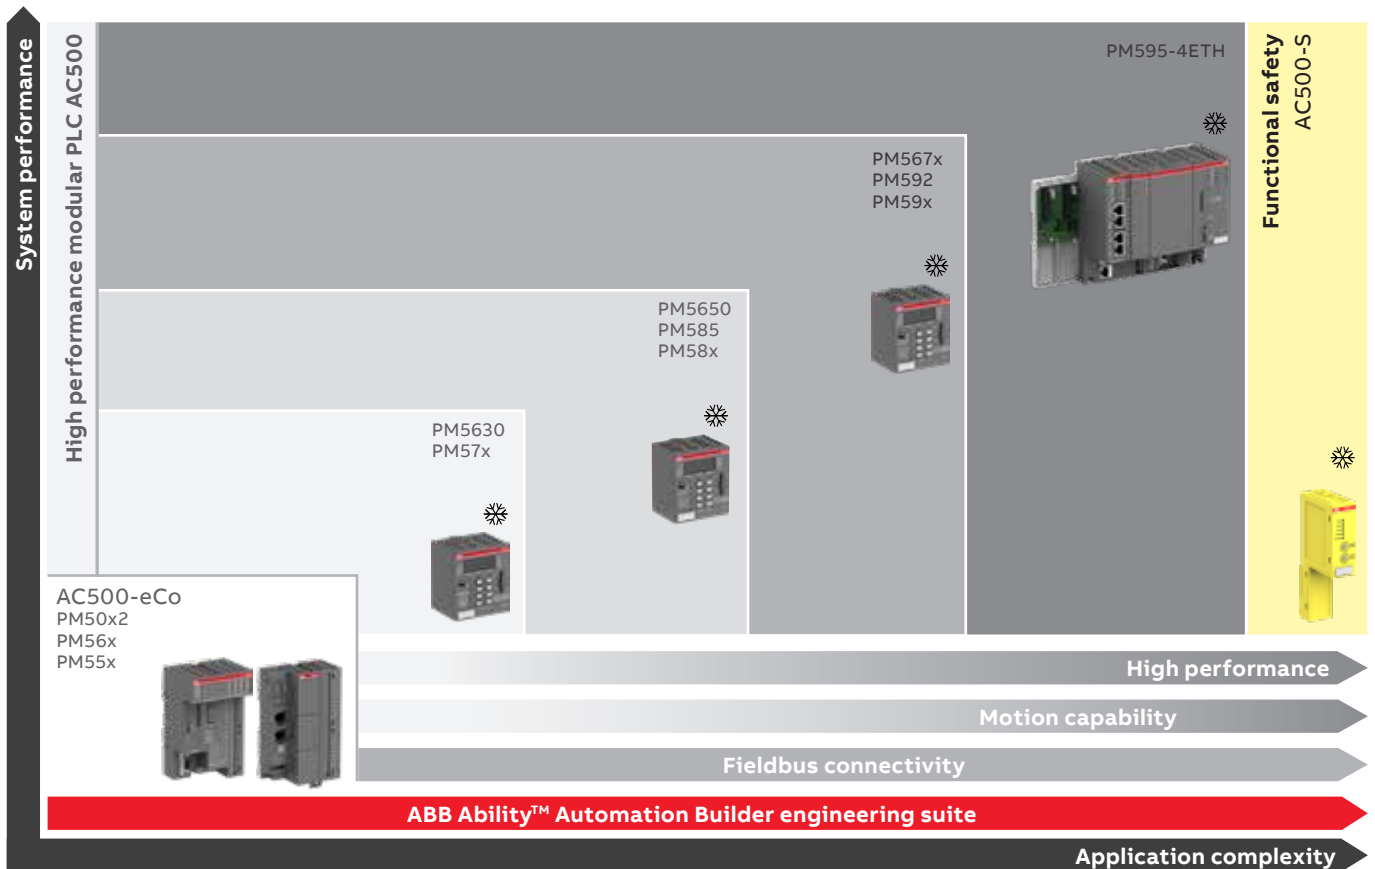 System performance
High performance modular PLC AC500
PM595-4ETH
Functional safety
AC500-S
PM567x
PM592
PM59x
PM5650
PM585
PM58x
PM5630
PM57x
AC500-eCo
PM50x2
PM56x
PM55x
High performance
Motion capability
Fieldbus connectivity
ABB Ability™ Automation Builder engineering suite
Application complexity